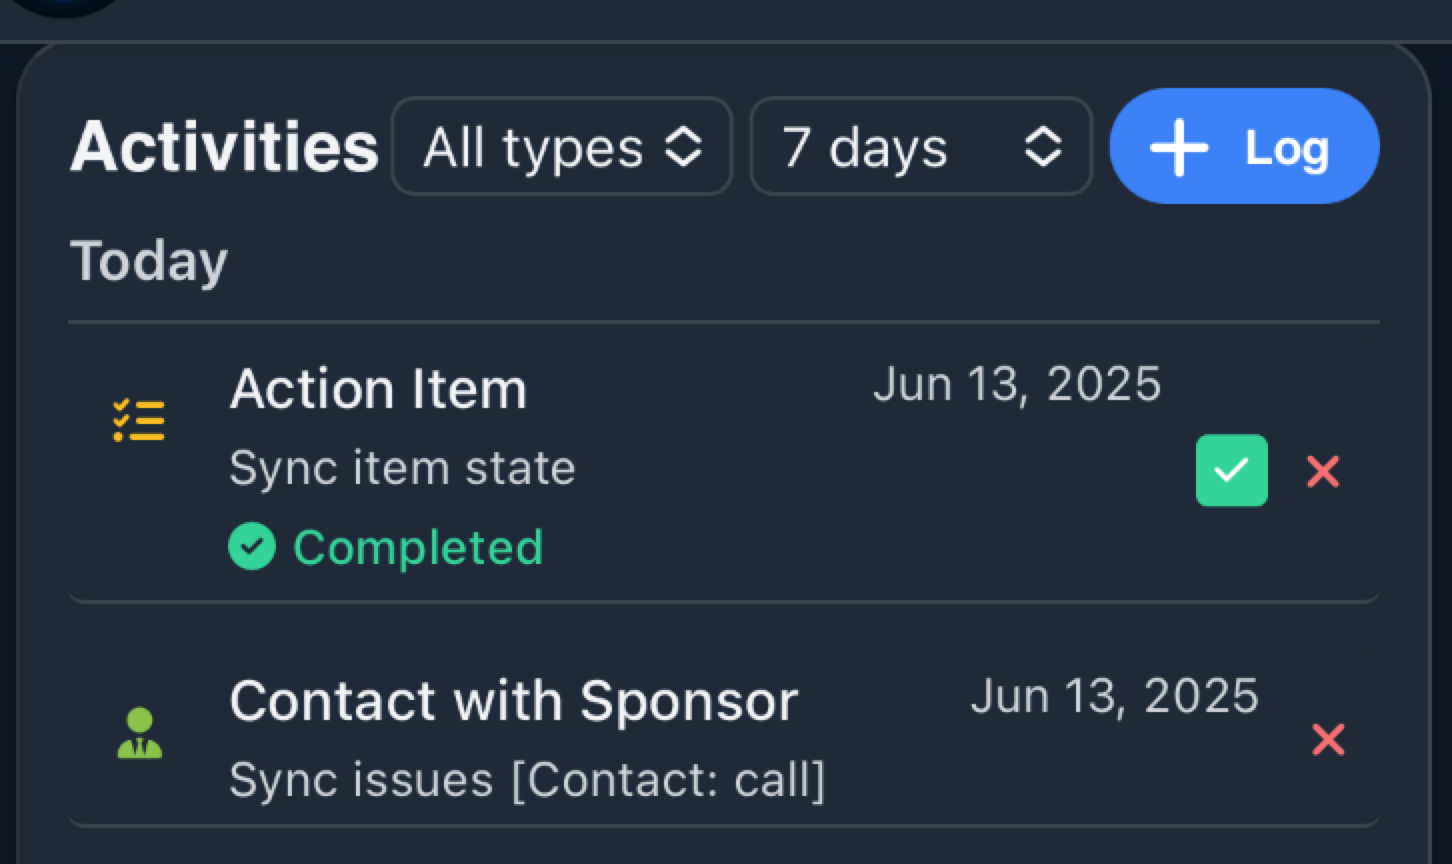 Activities All types 7 days Log
Today
Action Item Jun 13, 2025
Sync item state
Completed
Contact with Sponsor Jun 13, 2025
Sync issues [Contact: call]